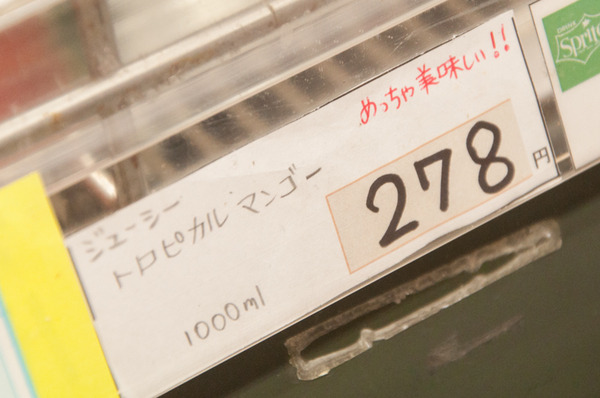 めっちゃ美味しい!!
ジューシー
トロピカルマンゴー
278円
1000ml
Sprite